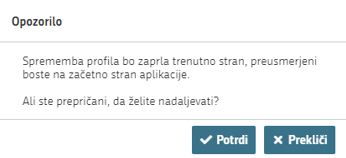 Opozorilo
Sprememba profila bo zaprla trenutno stran, preusmerjeni
boste na začetno stran aplikacije.
Ali ste prepričani, da želite nadaljevati?
Potrdi
Prekliči